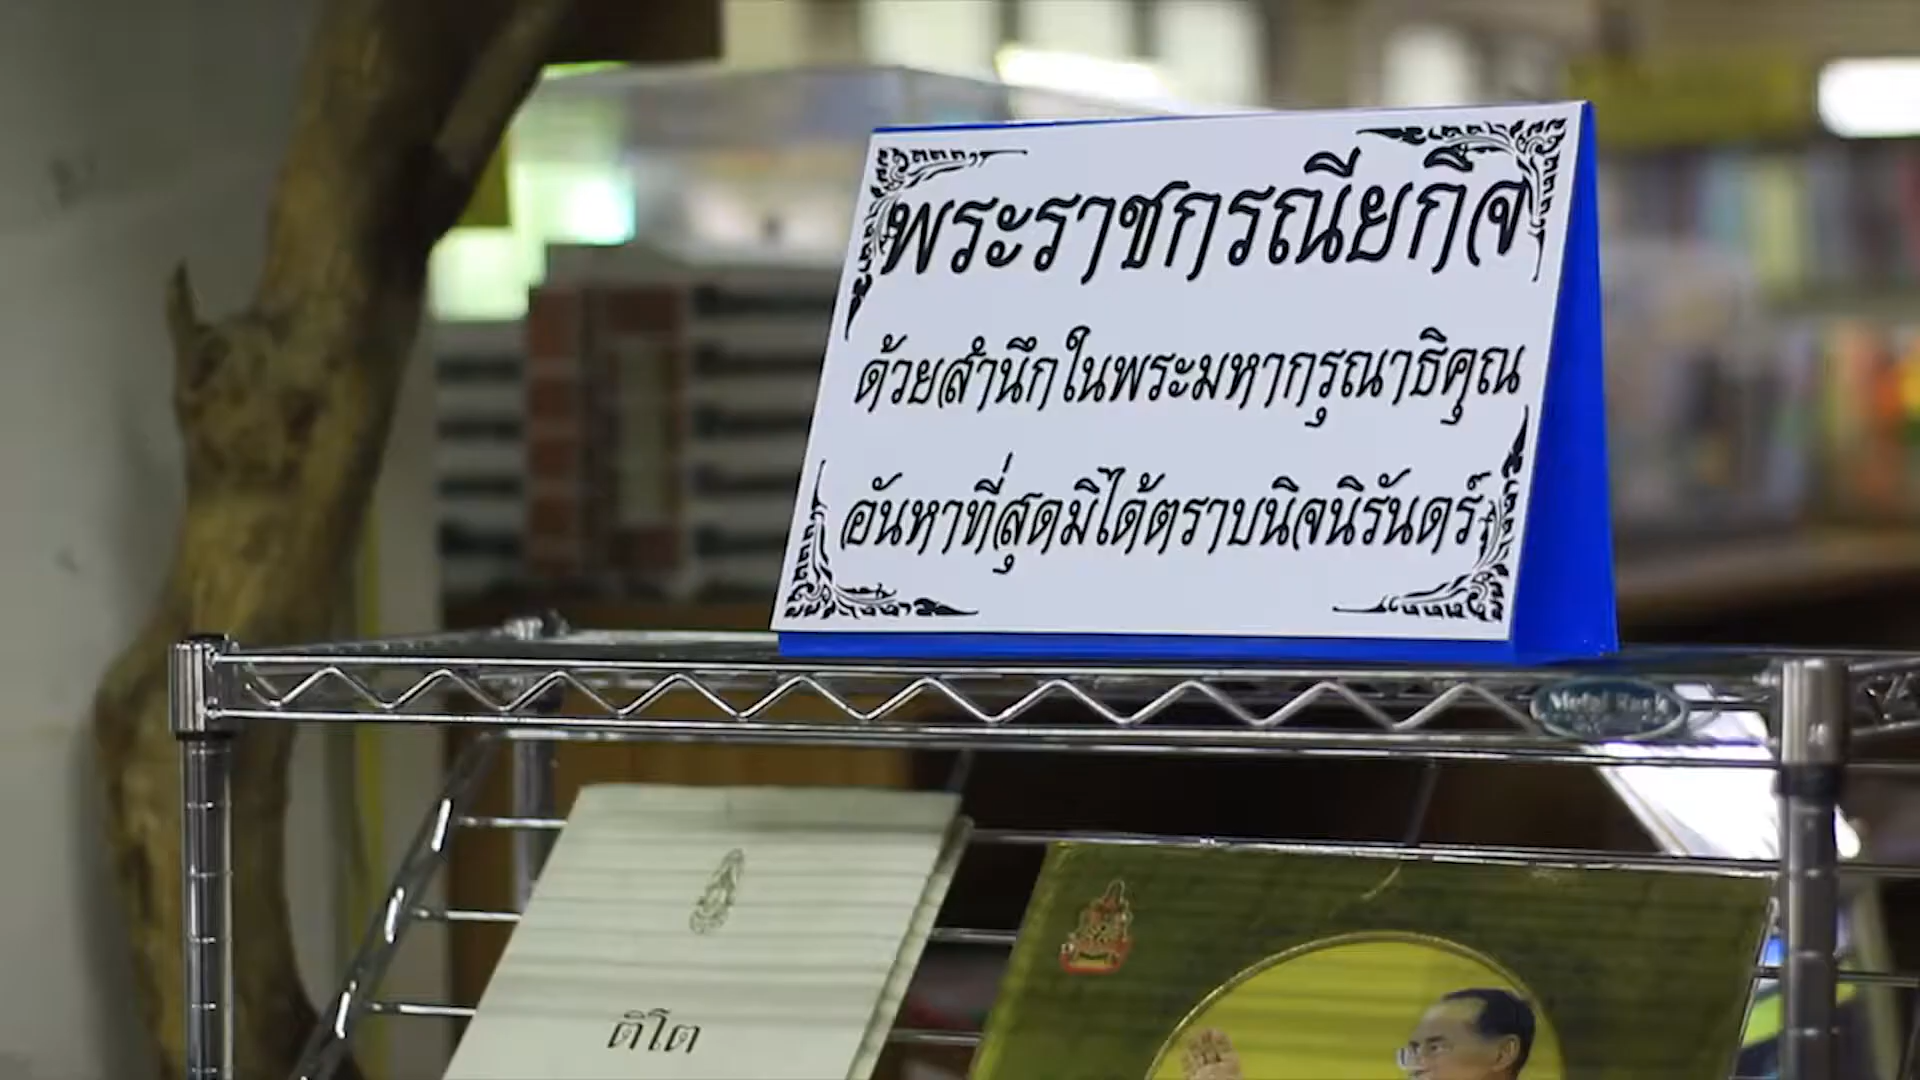 พระราชกรณียกิจ
ด้วยสำนึกในพระมหากรุณาธิคุณ
อันหาที่สุดมิได้ตราบนิจนิรันดร์
Metal Rack
ติโต